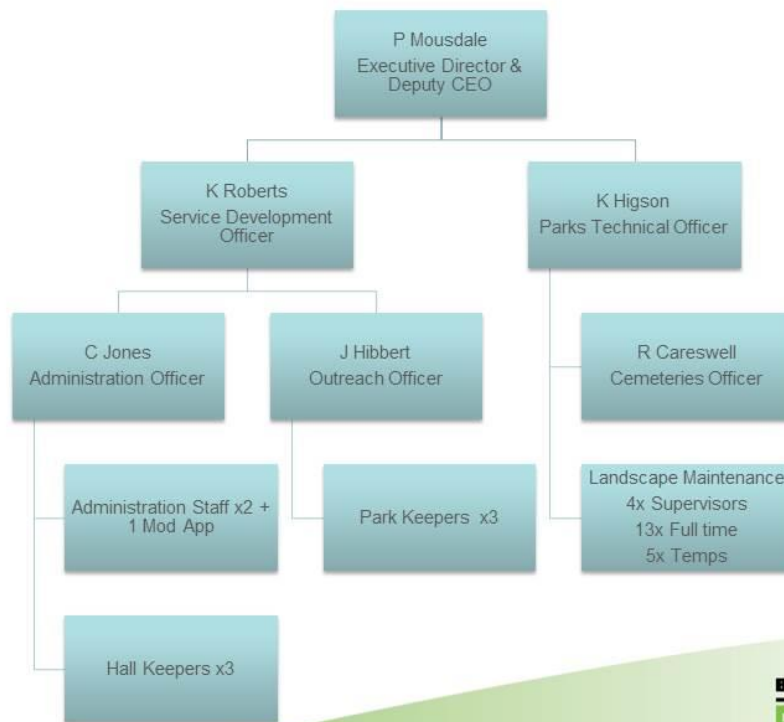 P Mousdale
Executive Director &
Deputy CEO
K Roberts
Service Development
Officer
K Higson
Parks Technical Officer
C Jones
Administration Officer
J Hibbert
Outreach Officer
R Careswell
Cemeteries Officer
Administration Staff x2 +
1 Mod App
Park Keepers x3
Landscape Maintenance
4x Supervisors
13x Full time
5x Temps
Hall Keepers x3